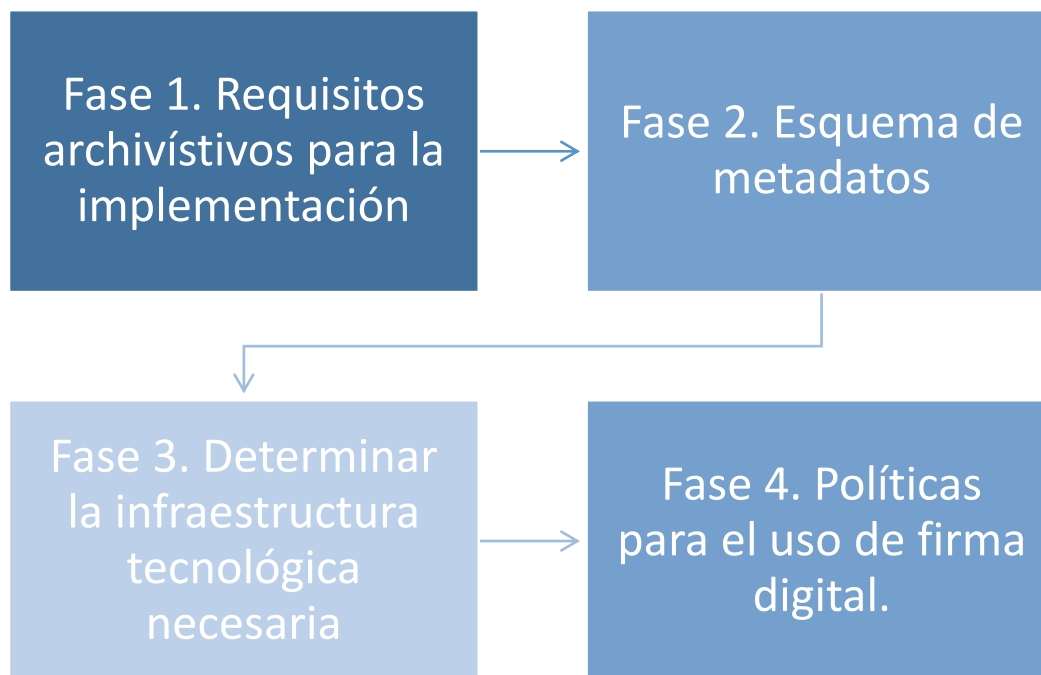 Fase 1. Requisitos
archivístivos para la
implementación
Fase 2. Esquema de
metadatos
Fase 3. Determinar
la infraestructura
tecnológica
necesaria
Fase 4. Políticas
para el uso de firma
digital.